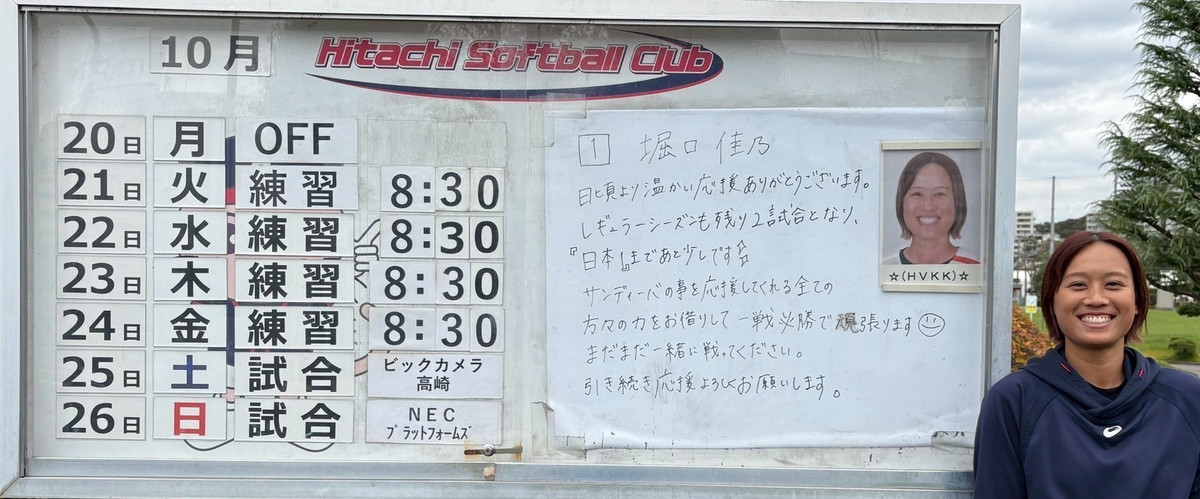 10月
Hitachi Softball Club
20日 月 OFF
21日 火 練習 8:30
22日 水 練習 8:30
23日 木 練習 8:30
24日 金 練習 8:30
25日 土 試合 ビックカメラ
高崎
26日 日 試合 NEC
プラットフォームズ
1 堀口 佳乃
日頃より温かい応援ありがとうございます。
レギュラーシーズンも残り2試合となり、
『日本一』まであと少しです☆
サンディーバの事を応援してくれる全ての
方々の力をお借りして一戦必勝で頑張ります☺
まだまだ一緒に戦ってください。
引き続き応援よろしくお願いします。
☆(HVKK)☆